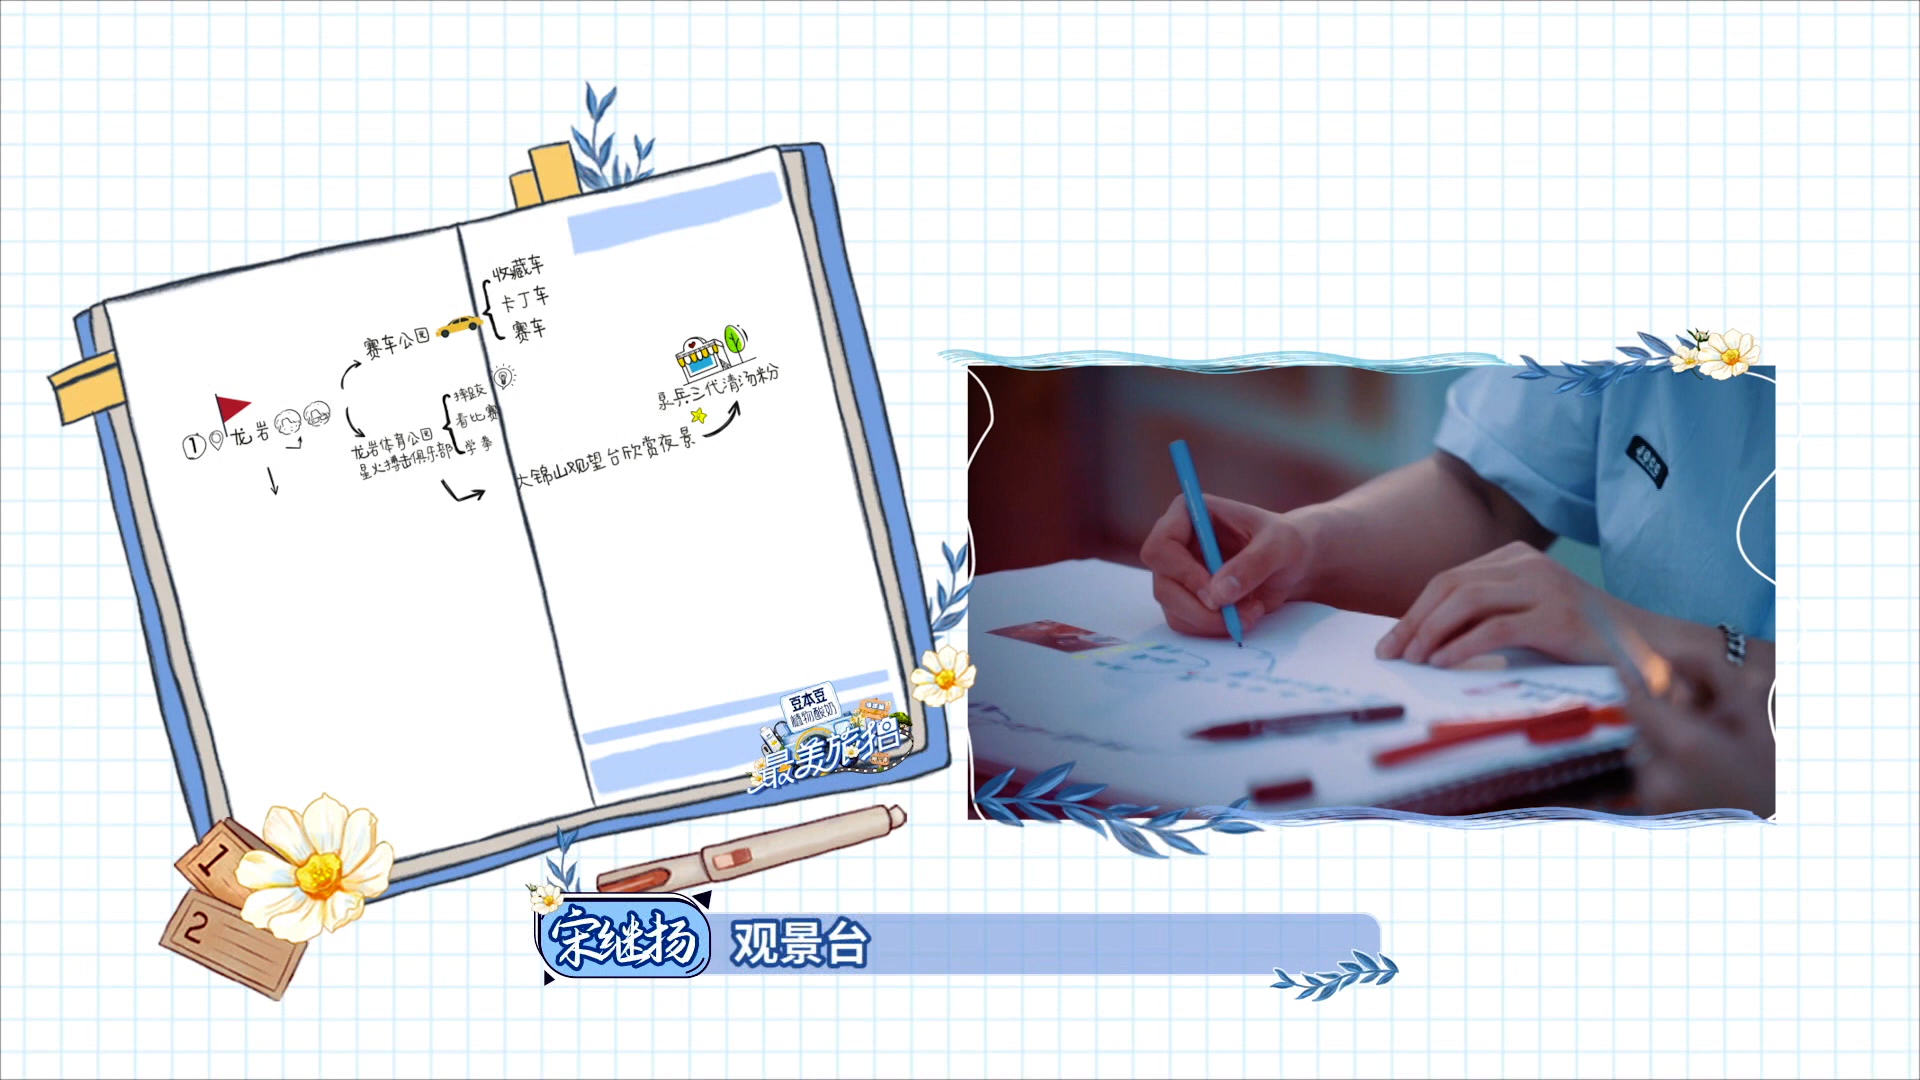 收藏车
卡丁车
赛车
赛车公园
摔跤
看比赛
学拳
① 龙岩
龙岩体育公园
星火搏击俱乐部
大锦山观望台欣赏夜景
三代清汤粉
豆本豆
植物酸奶
最美旅拍
1
2
宋继扬
观景台